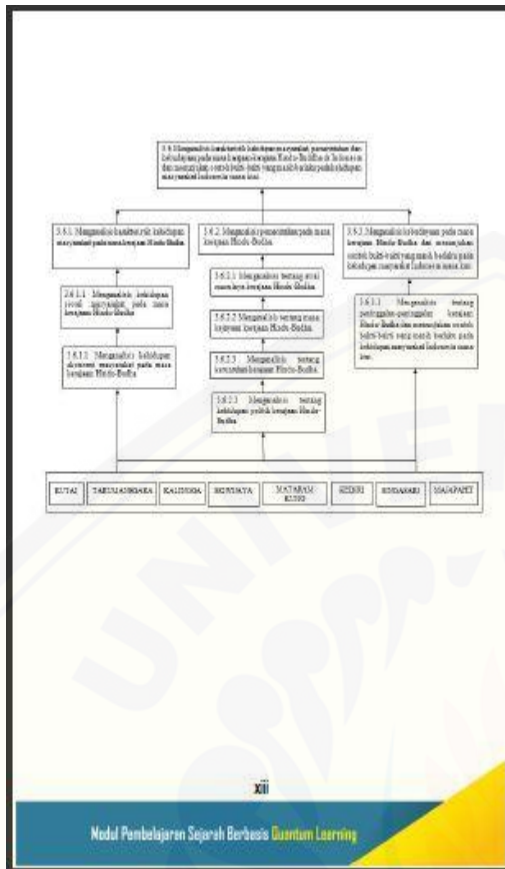 3.6 Menganalisis karakteristik kehidupan masyarakat, pemerintahan dan
kebudayaan pada masa kerajaan-kerajaan Hindu-Buddha di Indonesia
dan menunjukan contoh bukti-bukti yang masih berlaku pada kehidupan
masyarakat Indonesia masa kini.
3.6.1. Menganalisis karakteristik kehidupan
masyarakat pada masa kerajaan Hindu-Budha
3.6.1.1 Menganalisis kehidupan
sosial masyarakat pada masa
kerajaan Hindu-Budha
3.6.1.2 Menganalisis kehidupan
ekonomi masyarakat pada masa
kerajaan Hindu-Budha.
3.6.2. Menganalisis pemerintahan pada masa
kerajaan Hindu-Budha.
3.6.2.1 Menganalisis tentang awal
kerajaan Hindu-Budha
3.6.2.2 Menganalisis tentang masa
kejayaan kerajaan Hindu-Budha.
3.6.2.3 Menganalisis tentang
keruntuhan kerajaan Hindu-Budha.
3.6.2.3 Menganalisis tentang
kehidupan politik kerajaan Hindu-
Budha.
Menganalisis kebudayaan pada masa
kerajaan Hindu-Budha dan menunjukan
contoh bukti-bukti yang masih berlaku pada
kehidupan masyarakat Indonesia masa kini.
Menganalisis tentang
peninggalan-peninggalan kerajaan
Hindu-Budha dan menunjukan contoh
bukti-bukti yang masih berlaku pada
kehidupan masyarakat Indonesia masa
kini.
KUTAI TARUMANEGARA KALINGGA SRIWIJAYA MATARAM KUNO KEDIRI SINGASARI MAJAPAHIT
UNIVE
xiii
Modul Pembelajaran Sejarah Berbasis Quantum Learning